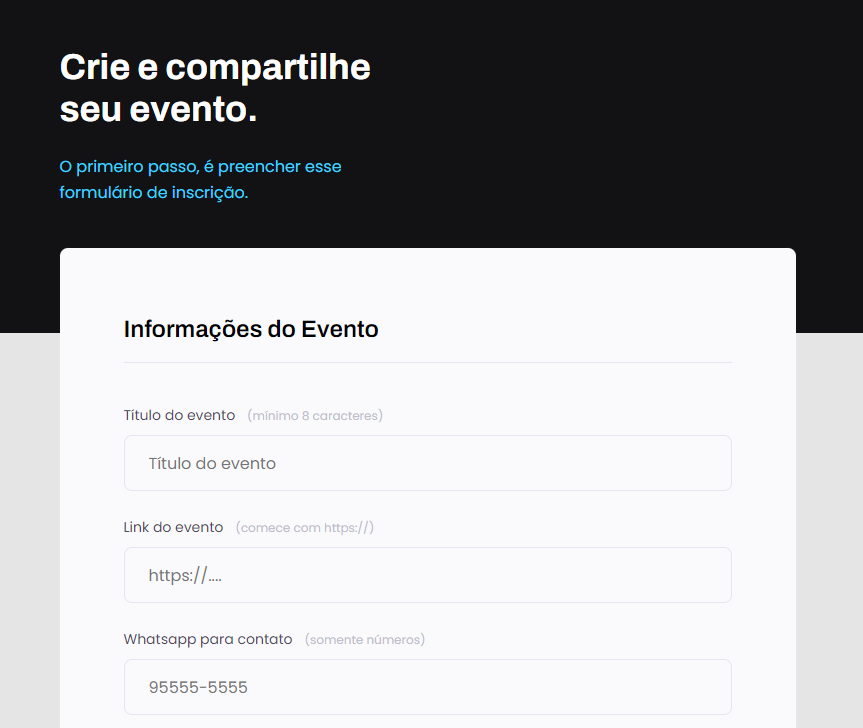 Crie e compartilhe
seu evento.
O primeiro passo, é preencher esse
formulário de inscrição.
Informações do Evento
Título do evento (mínimo 8 caracteres)
Título do evento
Link do evento (comece com https://)
https://....
Whatsapp para contato (somente números)
95555-5555